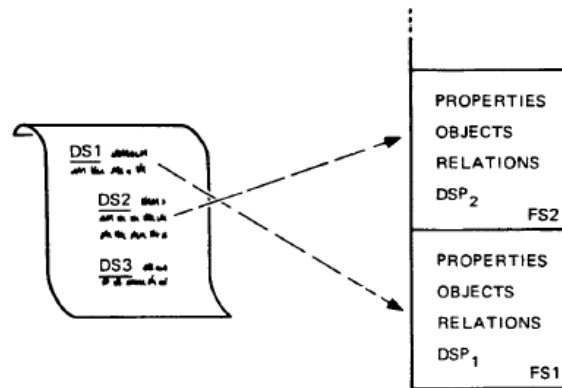 DS1
DS2
DS3
PROPERTIES
OBJECTS
RELATIONS
DSP₂
FS2
PROPERTIES
OBJECTS
RELATIONS
DSP₁
FS1